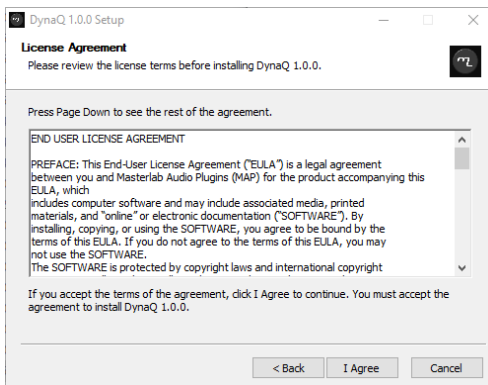 DynaQ 1.0.0 Setup
License Agreement
Please review the license terms before installing DynaQ 1.0.0.
Press Page Down to see the rest of the agreement.
END USER LICENSE AGREEMENT
PREFACE: This End-User License Agreement ("EULA") is a legal agreement
between you and Masterlab Audio Plugins (MAP) for the product accompanying this
EULA, which
includes computer software and may include associated media, printed
materials, and "online" or electronic documentation ("SOFTWARE"). By
installing, copying, or using the SOFTWARE, you agree to be bound by the
terms of this EULA. If you do not agree to the terms of this EULA, you may
not use the SOFTWARE.
The SOFTWARE is protected by copyright laws and international copyright
If you accept the terms of the agreement, click I Agree to continue. You must accept the
agreement to install DynaQ 1.0.0.
< Back
I Agree
Cancel